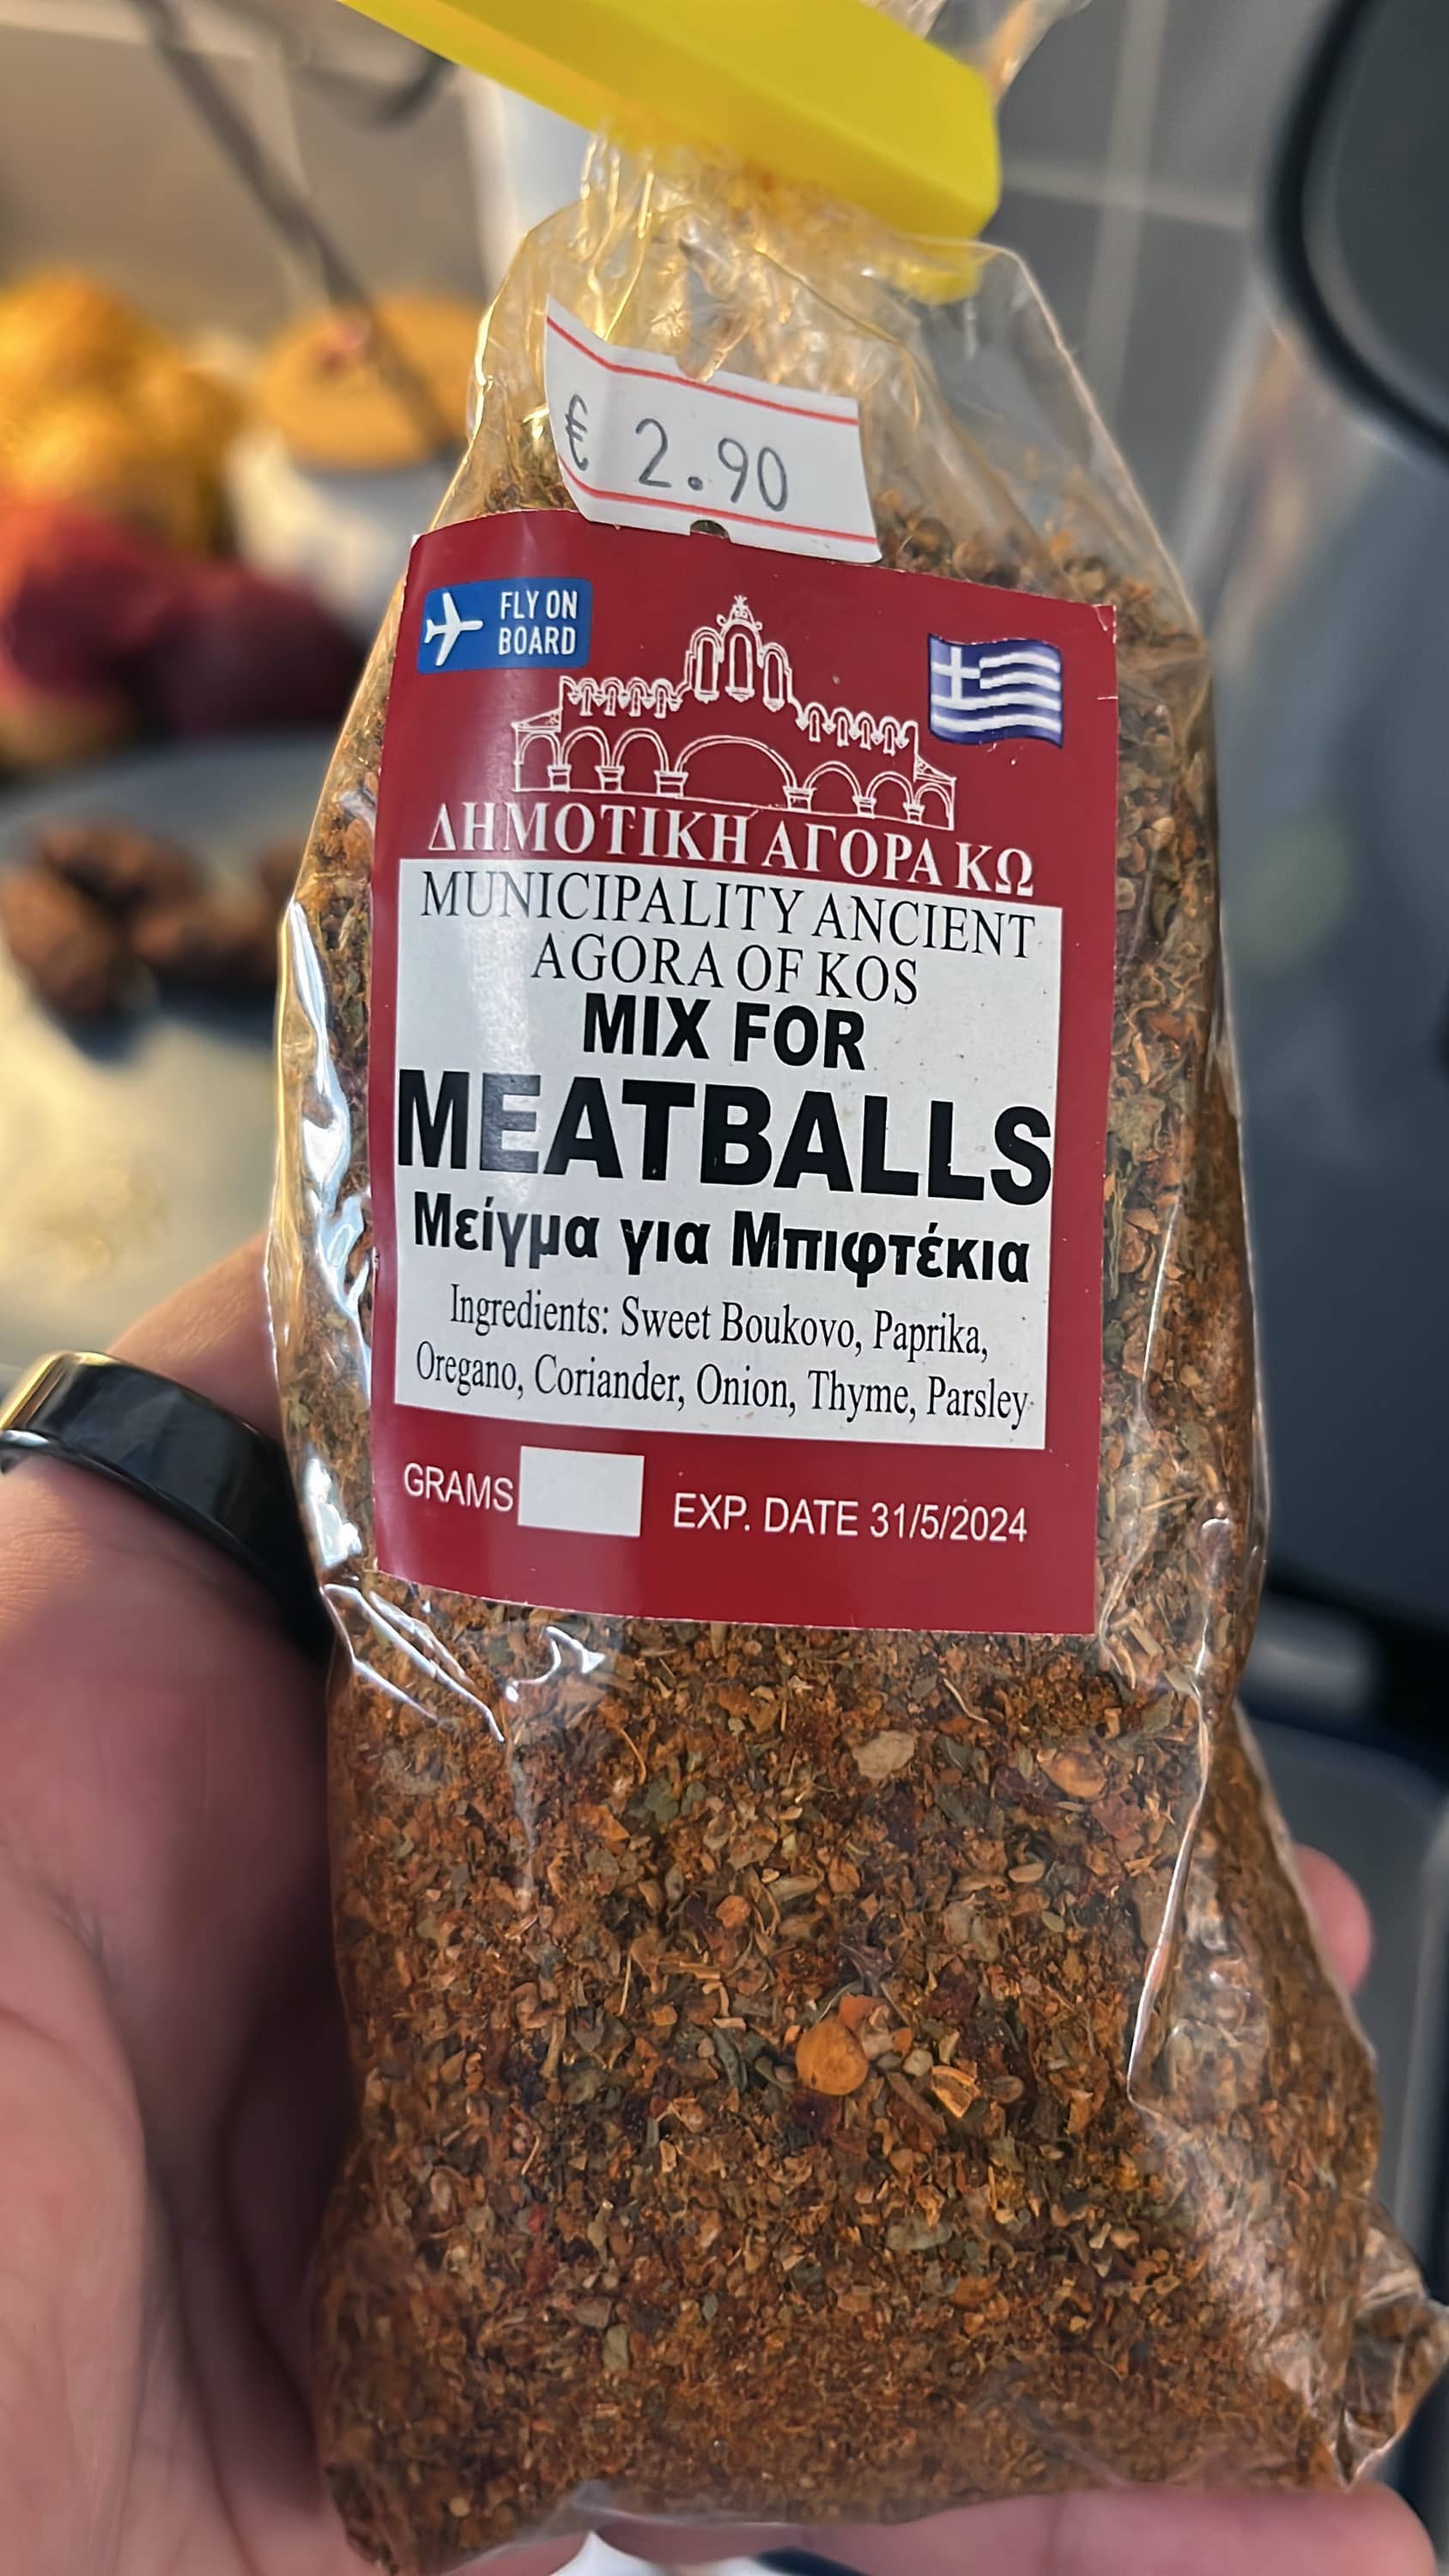 € 2.90
FLY ON
BOARD
ΔΗΜΟΤΙΚΗ ΑΓΟΡΑ ΚΩ
MUNICIPALITY ANCIENT
AGORA OF KOS
MIX FOR
MEATBALLS
Μείγμα για Μπιφτέκια
Ingredients: Sweet Boukovo, Paprika,
Oregano, Coriander, Onion, Thyme, Parsley
GRAMS EXP. DATE 31/5/2024